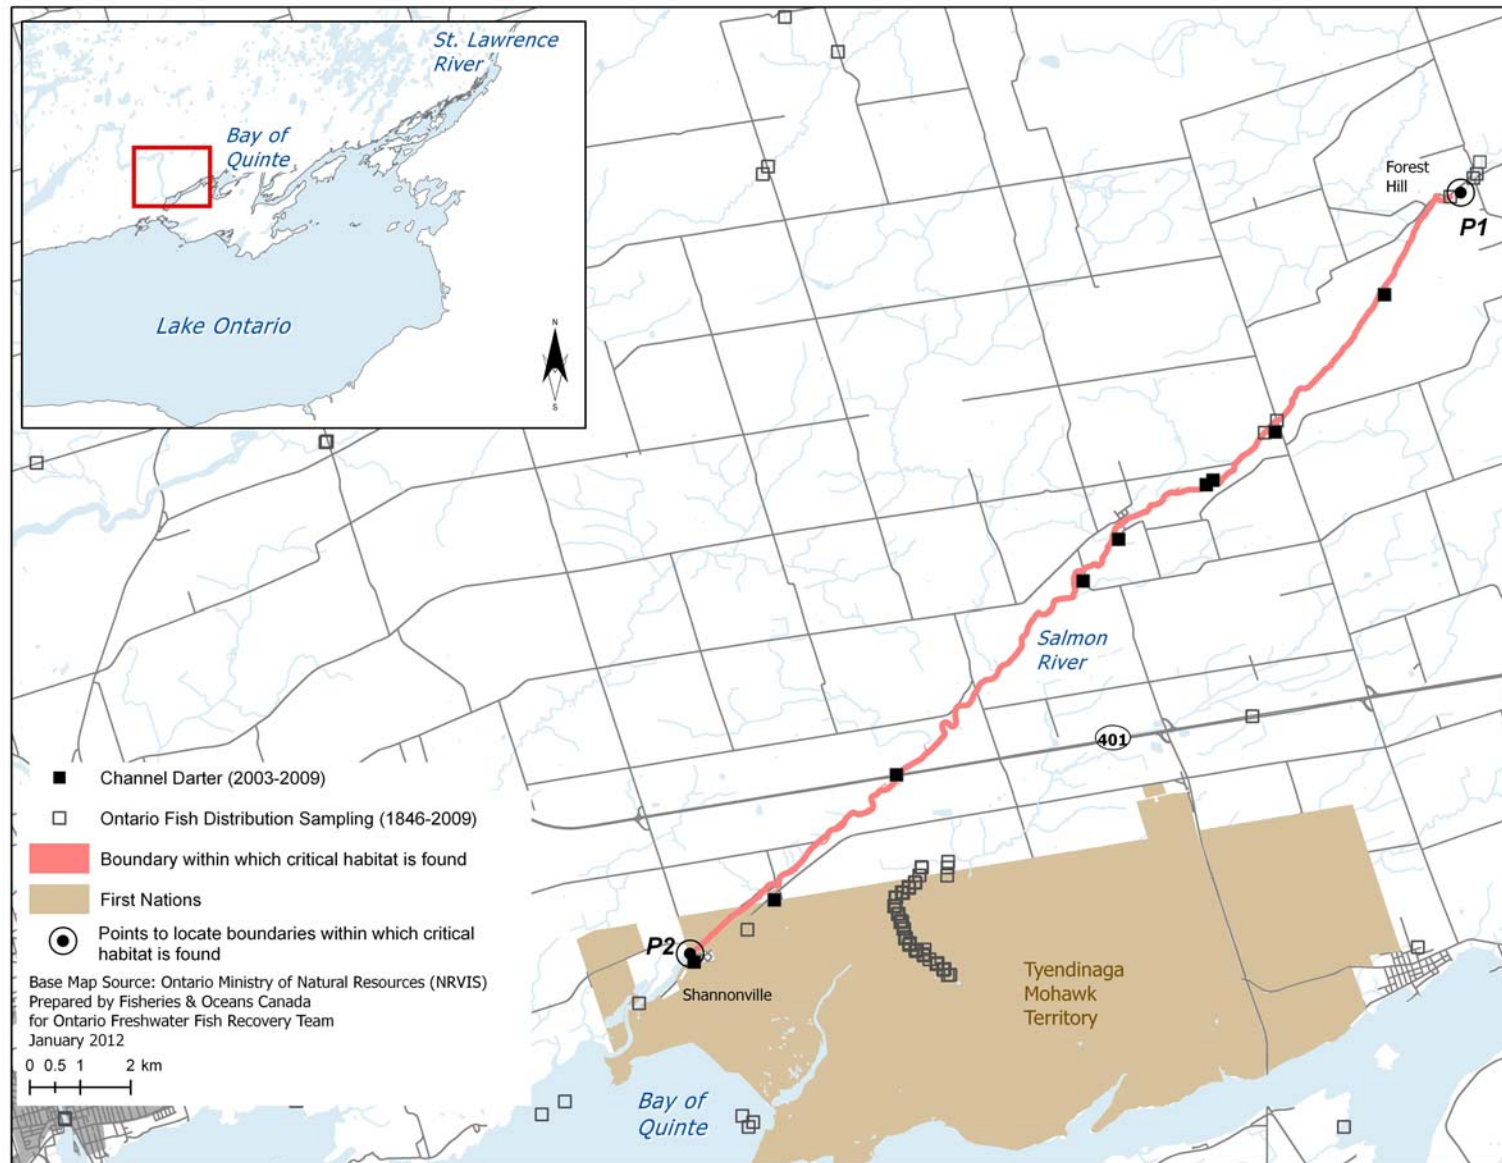 St. Lawrence
River
Bay of
Quinte
Lake Ontario
N
S
Forest
Hill
P1
Salmon
River
401
Channel Darter (2003-2009)
Ontario Fish Distribution Sampling (1846-2009)
Boundary within which critical habitat is found
First Nations
Points to locate boundaries within which critical
habitat is found
Base Map Source: Ontario Ministry of Natural Resources (NRVIS)
Prepared by Fisheries & Oceans Canada
for Ontario Freshwater Fish Recovery Team
January 2012
0 0.5 1 2 km
P2
Shannonville
Tyendinaga
Mohawk
Territory
Bay of
Quinte